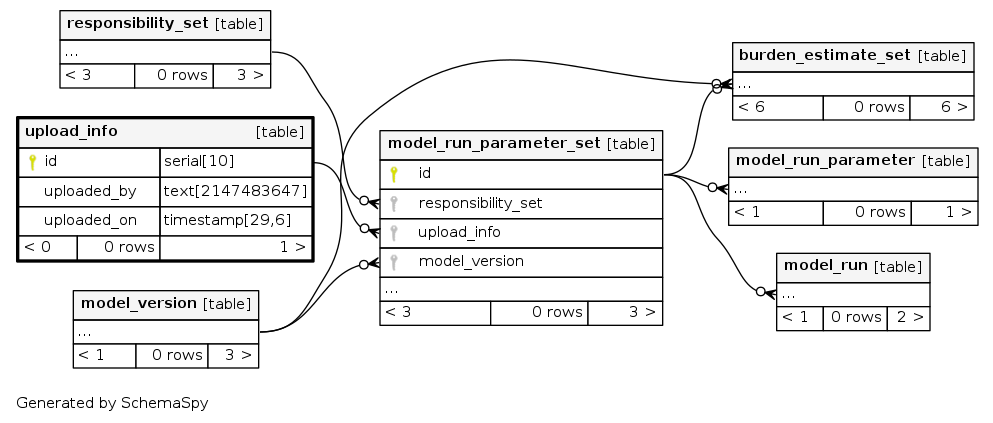 responsibility_set [table]
...
< 3 0 rows 3 >
upload_info [table]
id serial[10]
uploaded_by text[2147483647]
uploaded_on timestamp[29,6]
< 0 0 rows 1 >
model_version [table]
...
< 1 0 rows 3 >
model_run_parameter_set [table]
id
responsibility_set
upload_info
model_version
...
< 3 0 rows 3 >
burden_estimate_set [table]
...
< 6 0 rows 6 >
model_run_parameter [table]
...
< 1 0 rows 1 >
model_run [table]
...
< 1 0 rows 2 >
Generated by SchemaSpy